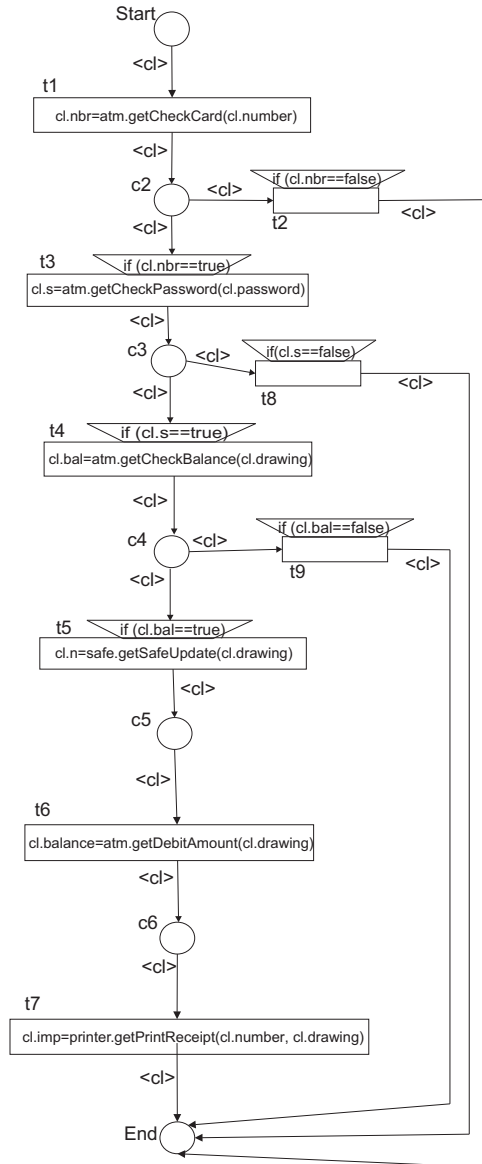 Start
<cl>
t1
cl.nbr=atm.getCheckCard(cl.number)
<cl>
c2
<cl>
if (cl.nbr==false)
t2
<cl>
<cl>
t3
if (cl.nbr==true)
cl.s=atm.getCheckPassword(cl.password)
<cl>
c3
<cl>
if(cl.s==false)
t8
<cl>
<cl>
t4
if (cl.s==true)
cl.bal=atm.getCheckBalance(cl.drawing)
<cl>
c4
<cl>
if (cl.bal==false)
t9
<cl>
<cl>
t5
if (cl.bal==true)
cl.n=safe.getSafeUpdate(cl.drawing)
<cl>
c5
<cl>
t6
cl.balance=atm.getDebitAmount(cl.drawing)
<cl>
c6
<cl>
t7
cl.imp=printer.getPrintReceipt(cl.number, cl.drawing)
<cl>
End